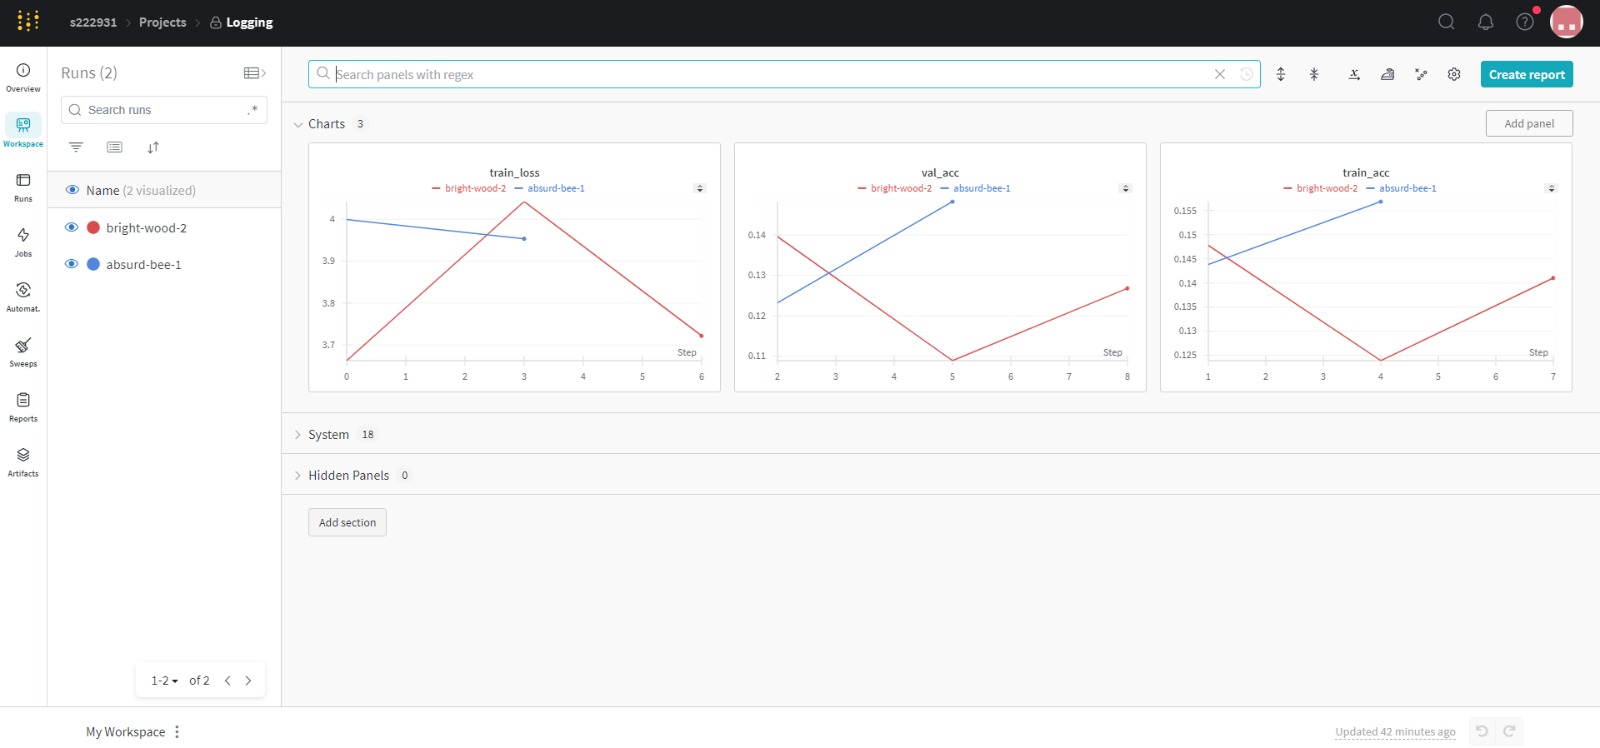 s222931 > Projects > Logging
Overview
Workspace
Runs
Jobs
Automat.
Sweeps
Reports
Artifacts
Runs (2)
Search runs .*
Name (2 visualized)
bright-wood-2
absurd-bee-1
1-2 of 2
Search panels with regex
Create report
Charts 3
Add panel
train_loss
bright-wood-2 absurd-bee-1
4
3.9
3.8
3.7
Step
0 1 2 3 4 5 6
val_acc
bright-wood-2 absurd-bee-1
0.14
0.13
0.12
0.11
Step
2 3 4 5 6 7 8
train_acc
bright-wood-2 absurd-bee-1
0.155
0.15
0.145
0.14
0.135
0.13
0.125
Step
1 2 3 4 5 6 7
System 18
Hidden Panels 0
Add section
My Workspace
Updated 42 minutes ago